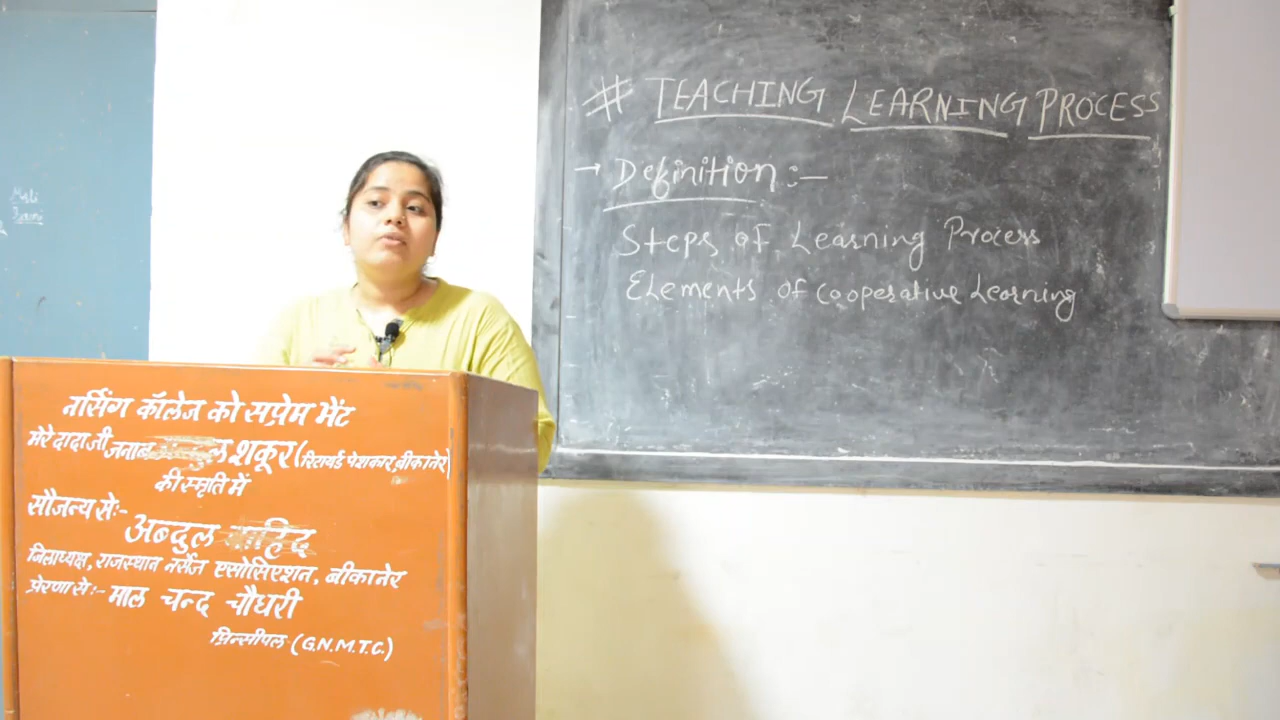 # TEACHING LEARNING PROCESS
→ Definition :-
Steps of Learning Process
Elements of cooperative Learning
नर्सिंग कॉलेज को सप्रेम भेंट
मेरे दादाजी जनाब शकूर (रिटायर्ड पेशकार, बीकानेर)
की स्मृति में
सौजन्य से:-
अब्दुल
जिलाध्यक्ष, राजस्थान नर्सेज एसोसिएशन, बीकानेर
प्रेरणा से:- माल चन्द चौधरी
प्रिन्सीपल (G.N.M.T.C.)